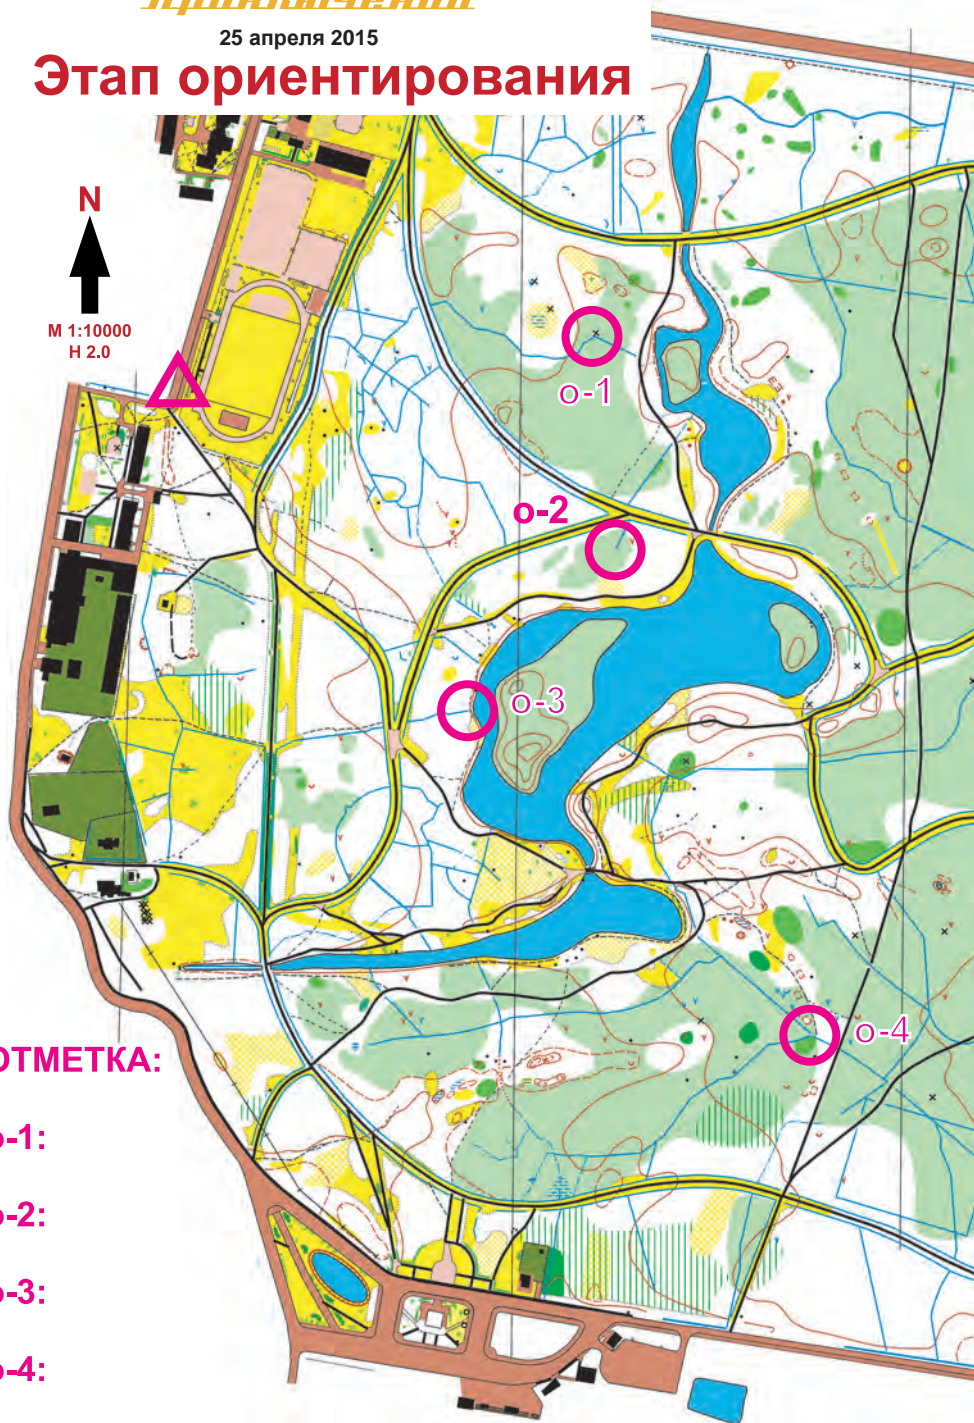 25 апреля 2015
Этап ориентирования
N
М 1:10000
Н 2.0
о-1
о-2
о-3
о-4
ОТМЕТКА:
о-1:
о-2:
о-3:
о-4: